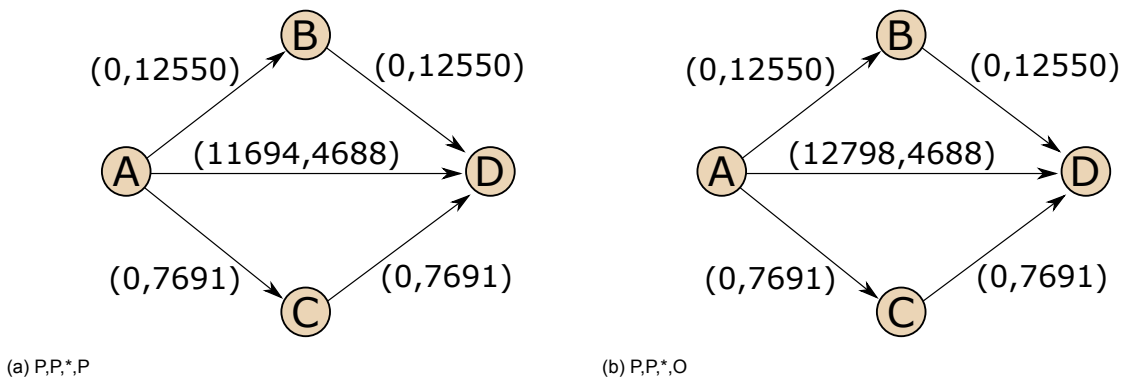 B
(0,12550) (0,12550)
A (11694,4688) D
(0,7691) (0,7691)
C
(a) P,P,*,P
B
(0,12550) (0,12550)
A (12798,4688) D
(0,7691) (0,7691)
C
(b) P,P,*,O